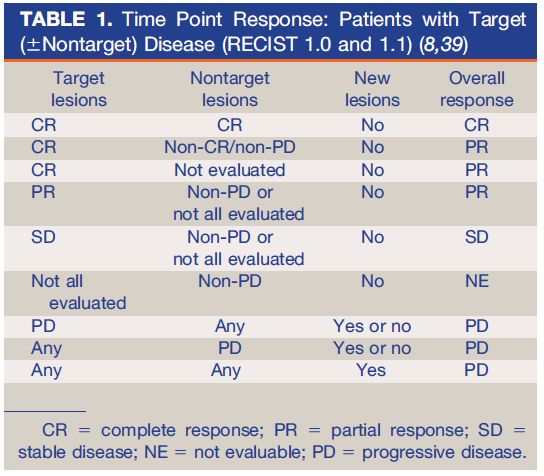 TABLE 1. Time Point Response: Patients with Target
(±Nontarget) Disease (RECIST 1.0 and 1.1) (8,39)
Target lesions Nontarget lesions New lesions Overall response
CR CR No CR
CR Non-CR/non-PD No PR
CR Not evaluated No PR
PR Non-PD or not all evaluated No PR
SD Non-PD or not all evaluated No SD
Not all evaluated Non-PD No NE
PD Any Yes or no PD
Any PD Yes or no PD
Any Any Yes PD
CR = complete response; PR = partial response; SD =
stable disease; NE = not evaluable; PD = progressive disease.